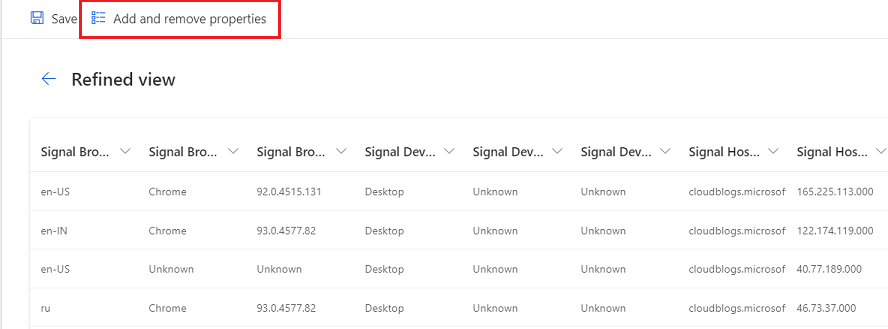 Save Add and remove properties
Refined view
Signal Bro... Signal Bro... Signal Bro... Signal Dev... Signal Dev... Signal Dev... Signal Hos... Signal Hos...
en-US Chrome 92.0.4515.131 Desktop Unknown Unknown cloudblogs.microsof 165.225.113.000
en-IN Chrome 93.0.4577.82 Desktop Unknown Unknown cloudblogs.microsof 122.174.119.000
en-US Unknown Unknown Desktop Unknown Unknown cloudblogs.microsof 40.77.189.000
ru Chrome 93.0.4577.82 Desktop Unknown Unknown cloudblogs.microsof 46.73.37.000